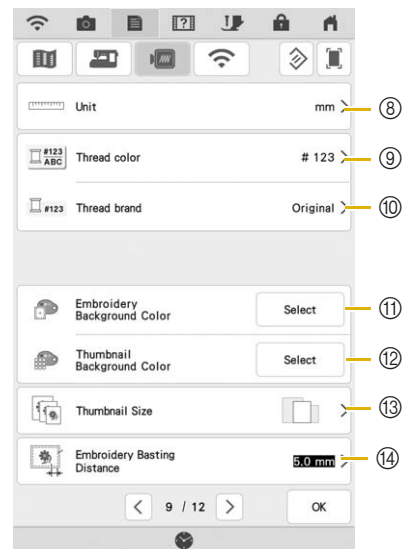 ?
Unit
mm
⑧
#123
ABC
Thread color
# 123
⑨
#123
Thread brand
Original
⑩
Embroidery
Background Color
Select
⑪
Thumbnail
Background Color
Select
⑫
Thumbnail Size
⑬
Embroidery Basting
Distance
5.0 mm
⑭
9 / 12
OK